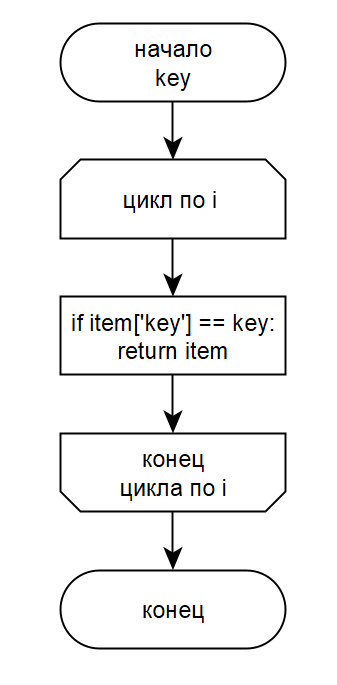 начало
key
цикл по i
if item['key'] == key:
return item
конец
цикла по i
конец